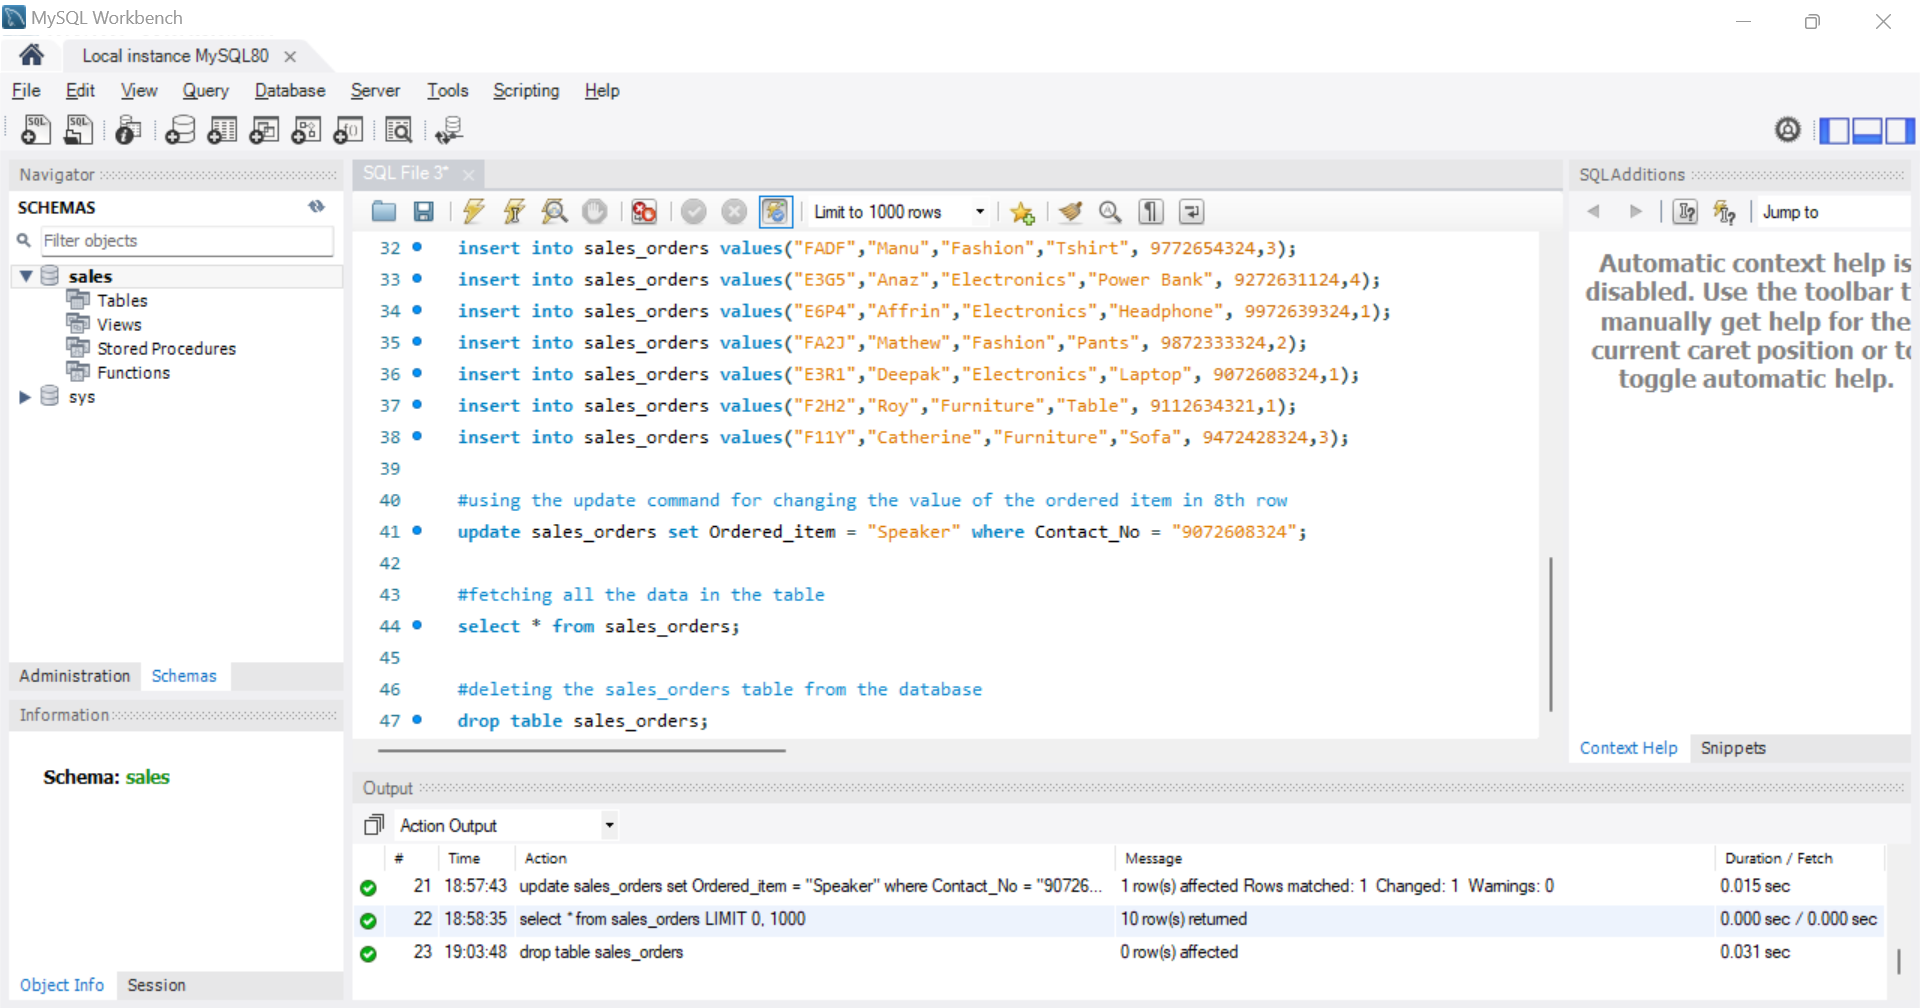 MySQL Workbench
Local instance MySQL80
File Edit View Query Database Server Tools Scripting Help
Navigator
SCHEMAS
Filter objects
sales
Tables
Views
Stored Procedures
Functions
sys
Administration Schemas
Information
Schema: sales
Object Info Session
SQL File 3*
Limit to 1000 rows
32 insert into sales_orders values("FADF","Manu","Fashion","Tshirt", 9772654324,3);
33 insert into sales_orders values("E3G5","Anaz","Electronics","Power Bank", 9272631124,4);
34 insert into sales_orders values("E6P4","Affrin","Electronics","Headphone", 9972639324,1);
35 insert into sales_orders values("FA2J","Mathew","Fashion","Pants", 9872333324,2);
36 insert into sales_orders values("E3R1","Deepak","Electronics","Laptop", 9072608324,1);
37 insert into sales_orders values("F2H2","Roy","Furniture","Table", 9112634321,1);
38 insert into sales_orders values("F11Y","Catherine","Furniture","Sofa", 9472428324,3);
39
40 #using the update command for changing the value of the ordered item in 8th row
41 update sales_orders set Ordered_item = "Speaker" where Contact_No = "9072608324";
42
43 #fetching all the data in the table
44 select * from sales_orders;
45
46 #deleting the sales_orders table from the database
47 drop table sales_orders;
SQLAdditions
Jump to
Automatic context help is
disabled. Use the toolbar t
manually get help for the
current caret position or to
toggle automatic help.
Context Help Snippets
Output
Action Output
# Time Action Message Duration / Fetch
21 18:57:43 update sales_orders set Ordered_item = "Speaker" where Contact_No = "90726... 1 row(s) affected Rows matched: 1 Changed: 1 Warnings: 0 0.015 sec
22 18:58:35 select * from sales_orders LIMIT 0, 1000 10 row(s) returned 0.000 sec / 0.000 sec
23 19:03:48 drop table sales_orders 0 row(s) affected 0.031 sec